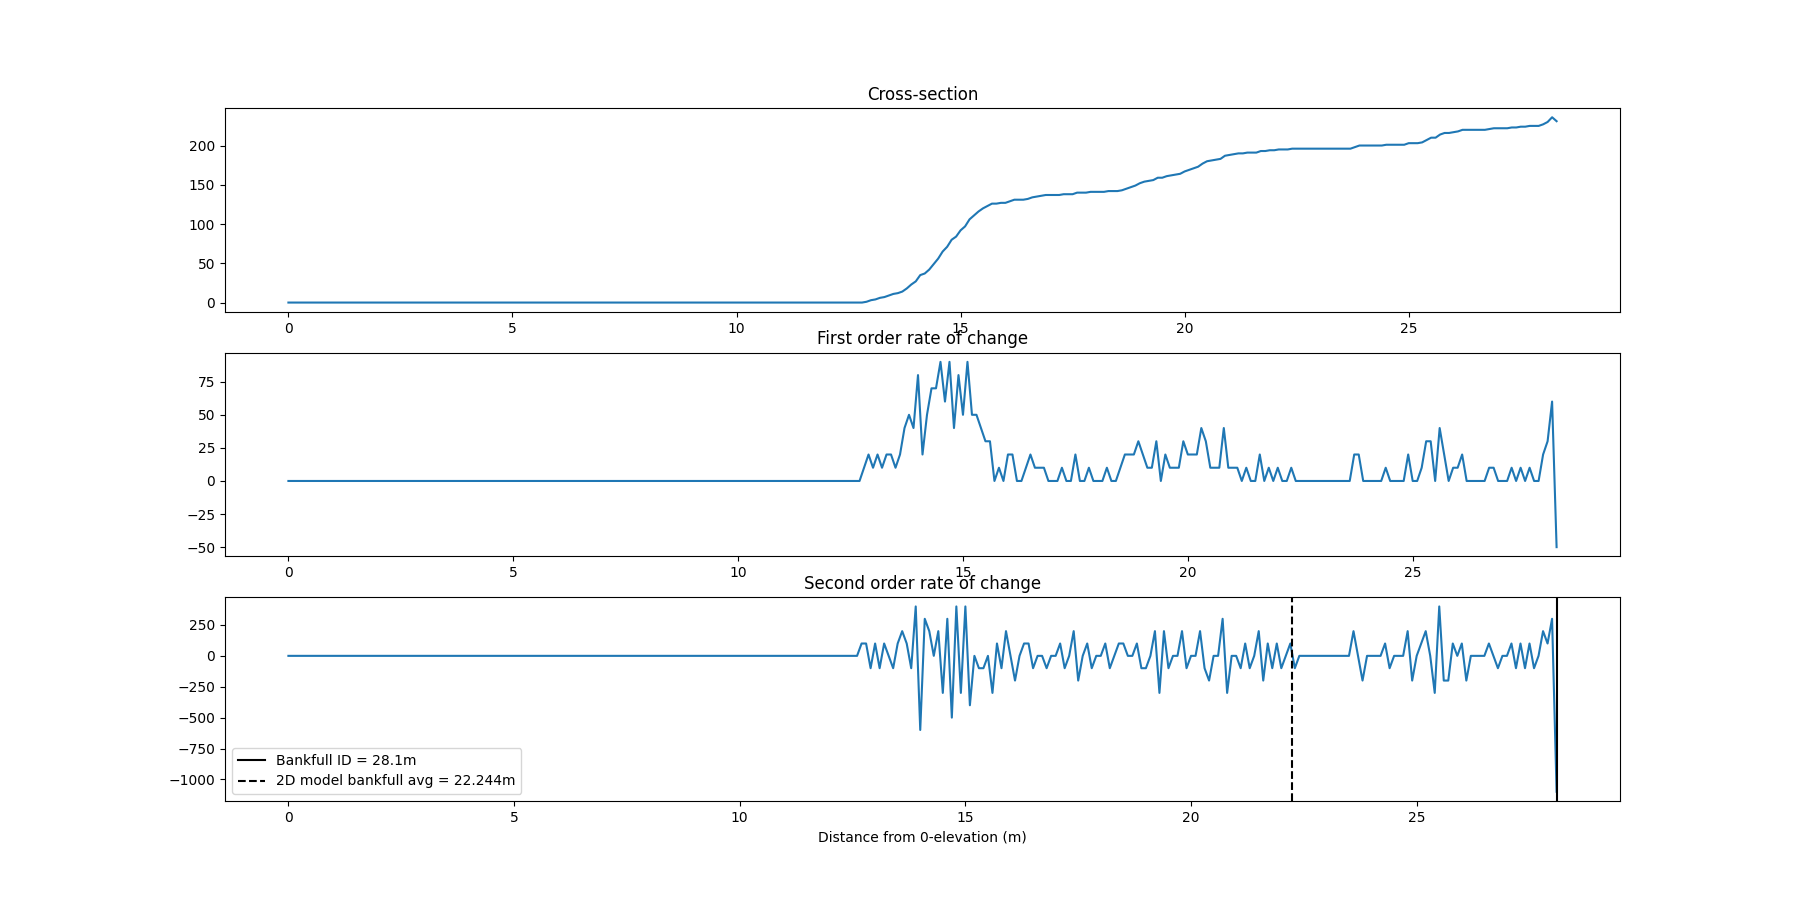 Cross-section
200
150
100
50
0
0 5 10 15 20 25
First order rate of change
75
50
25
0
−25
−50
0 5 10 15 20 25
Second order rate of change
250
0
−250
−500
−750
−1000
Bankfull ID = 28.1m
2D model bankfull avg = 22.244m
0 5 10 15 20 25
Distance from 0-elevation (m)